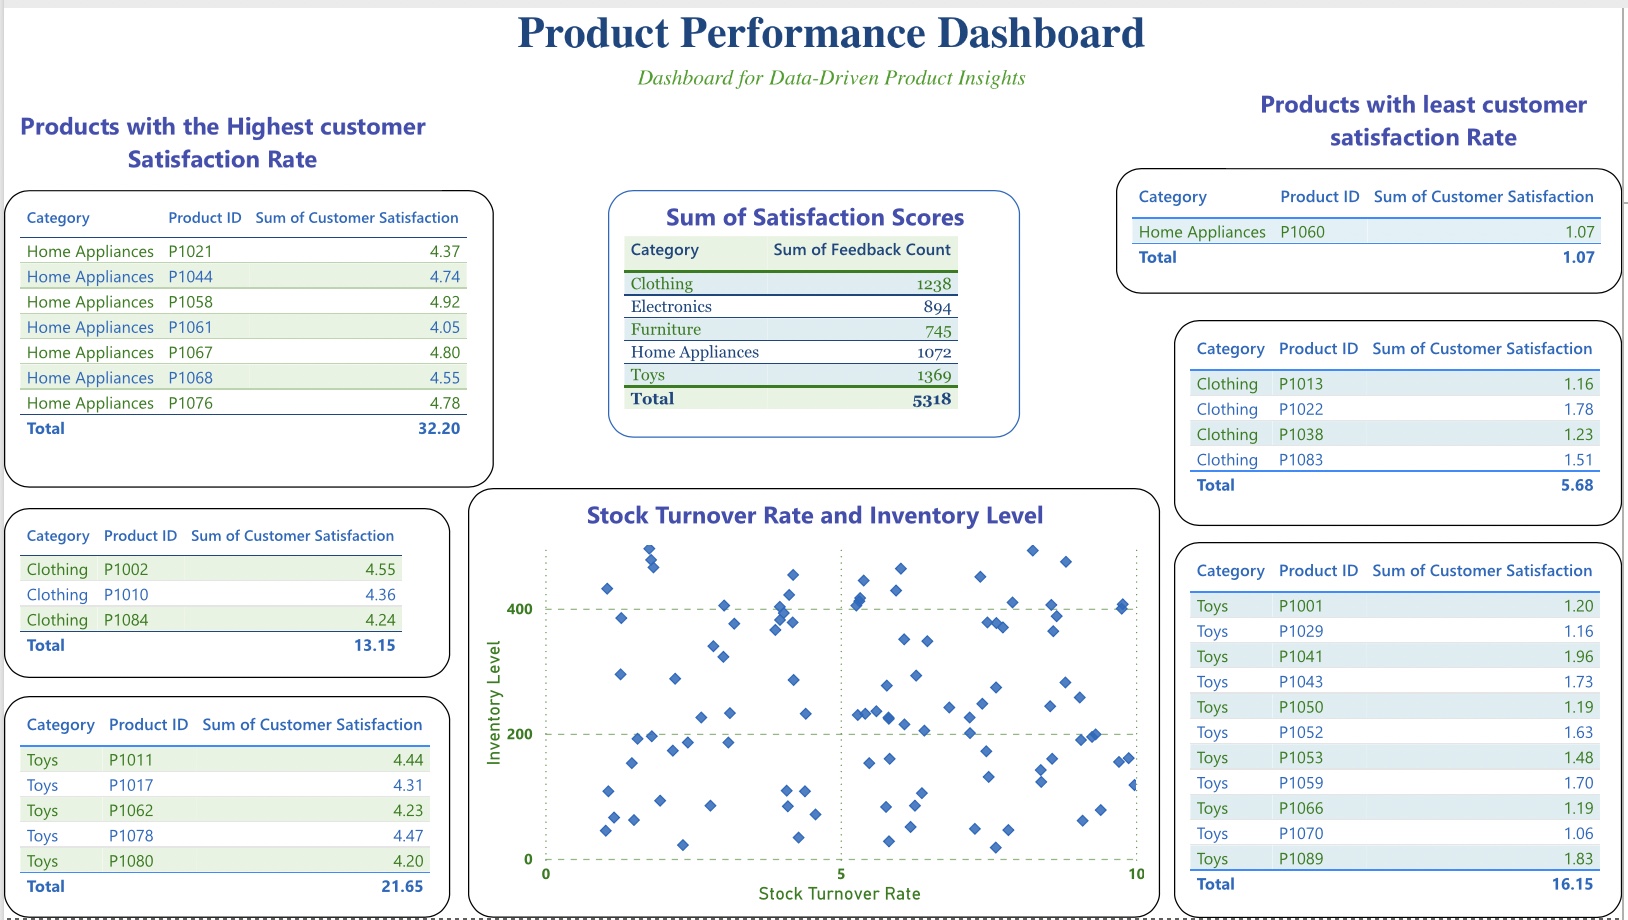 Product Performance Dashboard
Dashboard for Data-Driven Product Insights
Products with the Highest customer
Satisfaction Rate
Category Product ID Sum of Customer Satisfaction
Home Appliances P1021 4.37
Home Appliances P1044 4.74
Home Appliances P1058 4.92
Home Appliances P1061 4.05
Home Appliances P1067 4.80
Home Appliances P1068 4.55
Home Appliances P1076 4.78
Total 32.20
Category Product ID Sum of Customer Satisfaction
Clothing P1002 4.55
Clothing P1010 4.36
Clothing P1084 4.24
Total 13.15
Category Product ID Sum of Customer Satisfaction
Toys P1011 4.44
Toys P1017 4.31
Toys P1062 4.23
Toys P1078 4.47
Toys P1080 4.20
Total 21.65
Sum of Satisfaction Scores
Category Sum of Feedback Count
Clothing 1238
Electronics 894
Furniture 745
Home Appliances 1072
Toys 1369
Total 5318
Stock Turnover Rate and Inventory Level
Inventory Level
400
200
0
0 5 10
Stock Turnover Rate
Products with least customer
satisfaction Rate
Category Product ID Sum of Customer Satisfaction
Home Appliances P1060 1.07
Total 1.07
Category Product ID Sum of Customer Satisfaction
Clothing P1013 1.16
Clothing P1022 1.78
Clothing P1038 1.23
Clothing P1083 1.51
Total 5.68
Category Product ID Sum of Customer Satisfaction
Toys P1001 1.20
Toys P1029 1.16
Toys P1041 1.96
Toys P1043 1.73
Toys P1050 1.19
Toys P1052 1.63
Toys P1053 1.48
Toys P1059 1.70
Toys P1066 1.19
Toys P1070 1.06
Toys P1089 1.83
Total 16.15